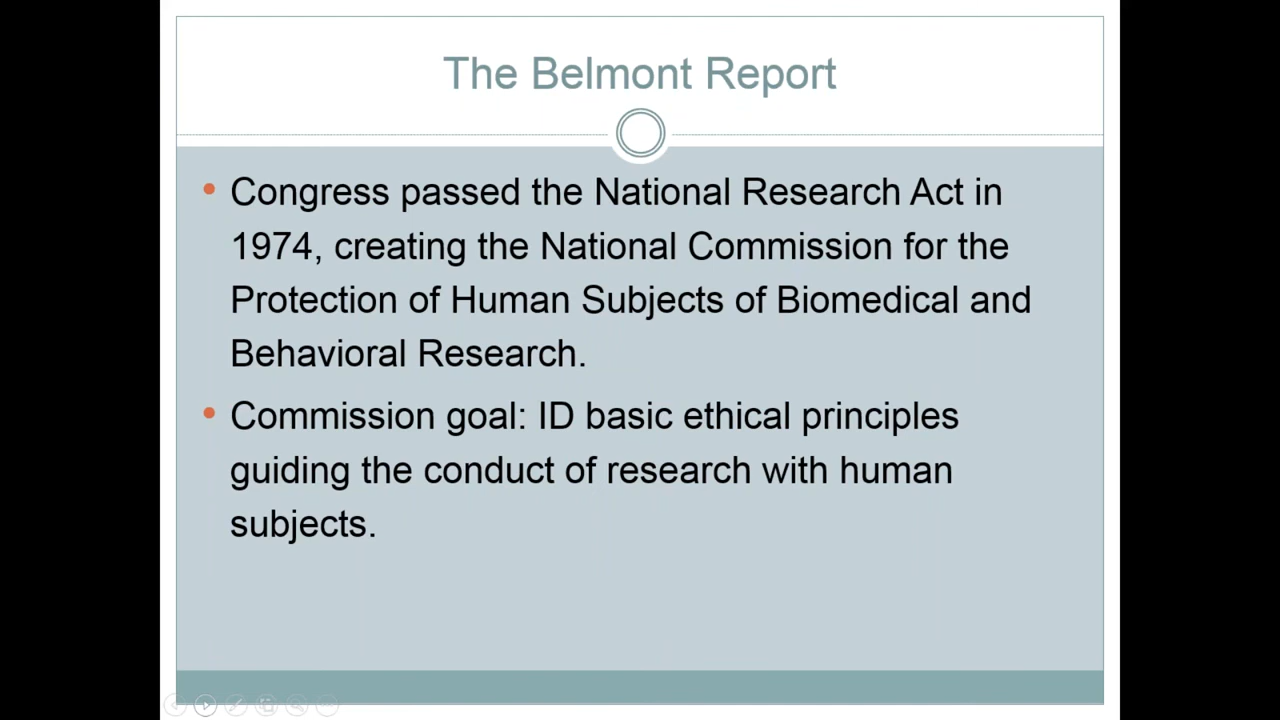 The Belmont Report
• Congress passed the National Research Act in
1974, creating the National Commission for the
Protection of Human Subjects of Biomedical and
Behavioral Research.
• Commission goal: ID basic ethical principles
guiding the conduct of research with human
subjects.